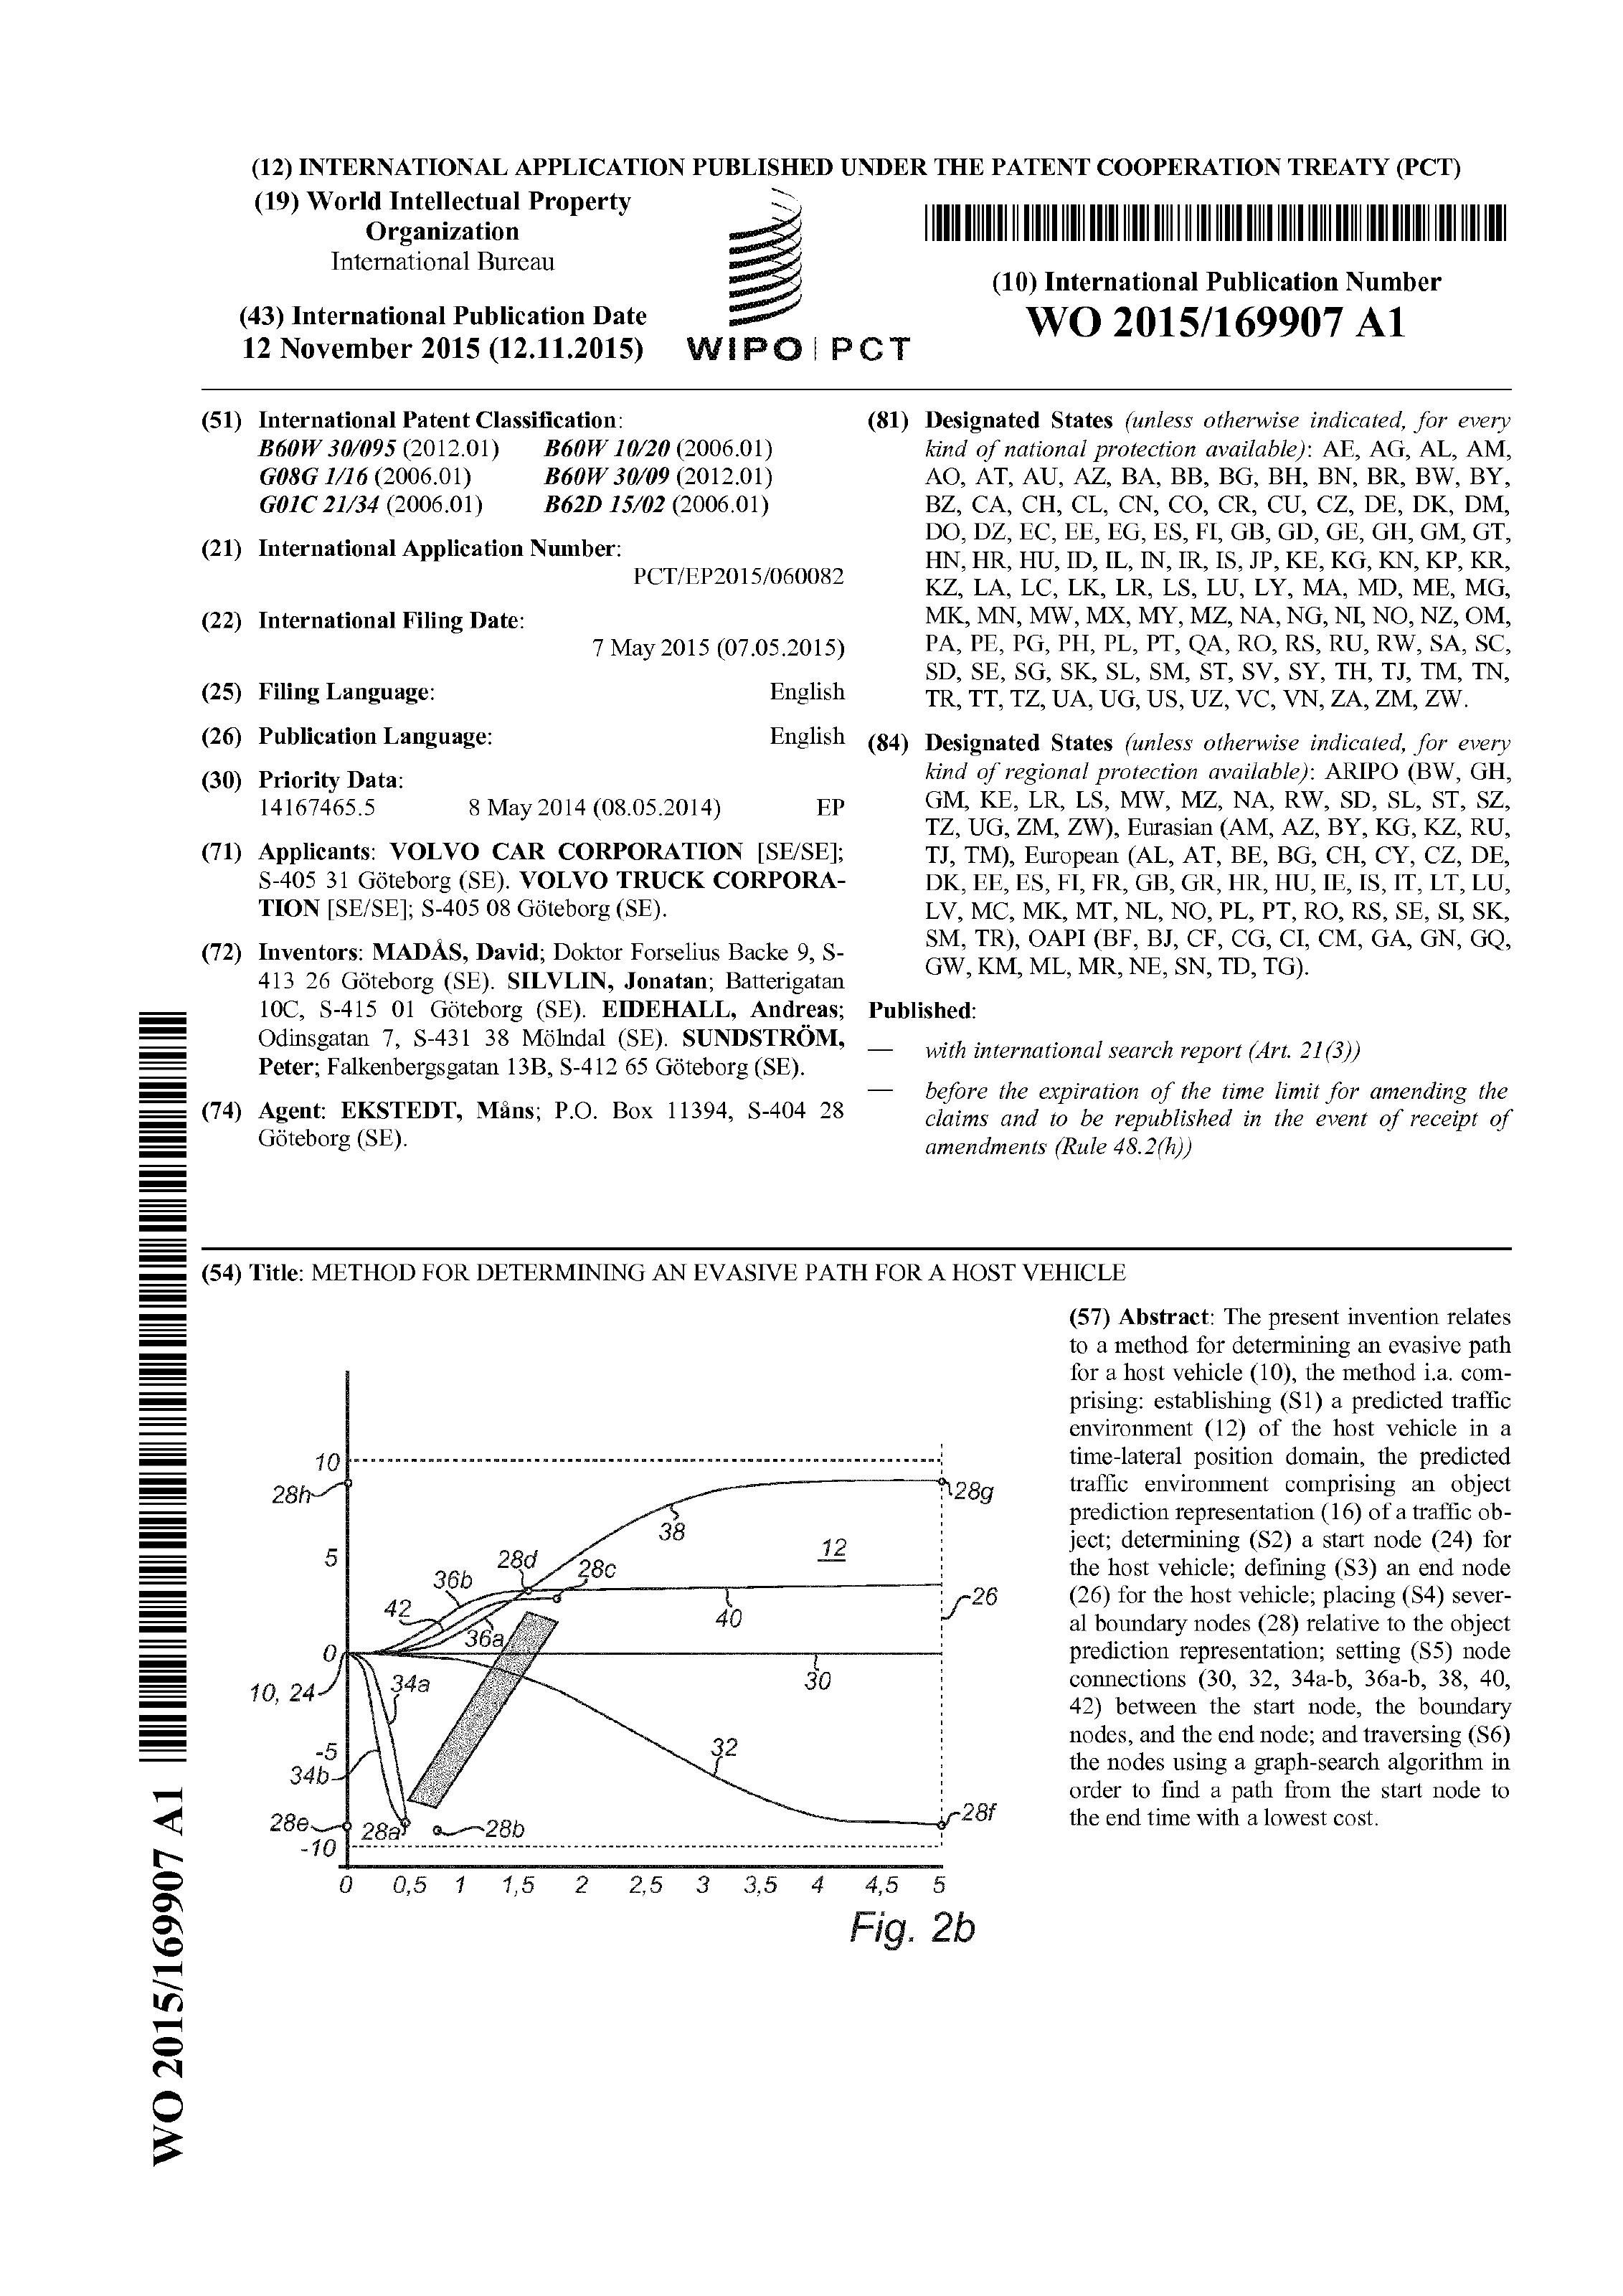 (12) INTERNATIONAL APPLICATION PUBLISHED UNDER THE PATENT COOPERATION TREATY (PCT)
(19) World Intellectual Property
Organization
International Bureau
(43) International Publication Date
12 November 2015 (12.11.2015)
WIPO | PCT
(10) International Publication Number
WO 2015/169907 A1
(51) International Patent Classification:
B60W 30/095 (2012.01) B60W 10/20 (2006.01)
G08G 1/16 (2006.01) B60W 30/09 (2012.01)
G01C 21/34 (2006.01) B62D 15/02 (2006.01)
(21) International Application Number:
PCT/EP2015/060082
(22) International Filing Date:
7 May 2015 (07.05.2015)
(25) Filing Language: English
(26) Publication Language: English
(30) Priority Data:
14167465.5 8 May 2014 (08.05.2014) EP
(71) Applicants: VOLVO CAR CORPORATION [SE/SE];
S-405 31 Göteborg (SE). VOLVO TRUCK CORPORA-
TION [SE/SE]; S-405 08 Göteborg (SE).
(72) Inventors: MADÅS, David; Doktor Forselius Backe 9, S-
413 26 Göteborg (SE). SILVLIN, Jonatan; Batterigatan
10C, S-415 01 Göteborg (SE). EIDEHALL, Andreas;
Odinsgatan 7, S-431 38 Mölndal (SE). SUNDSTRÖM,
Peter; Falkenbergsgatan 13B, S-412 65 Göteborg (SE).
(74) Agent: EKSTEDT, Måns; P.O. Box 11394, S-404 28
Göteborg (SE).
(81) Designated States (unless otherwise indicated, for every
kind of national protection available): AE, AG, AL, AM,
AO, AT, AU, AZ, BA, BB, BG, BH, BN, BR, BW, BY,
BZ, CA, CH, CL, CN, CO, CR, CU, CZ, DE, DK, DM,
DO, DZ, EC, EE, EG, ES, FI, GB, GD, GE, GH, GM, GT,
HN, HR, HU, ID, IL, IN, IR, IS, JP, KE, KG, KN, KP, KR,
KZ, LA, LC, LK, LR, LS, LU, LY, MA, MD, ME, MG,
MK, MN, MW, MX, MY, MZ, NA, NG, NI, NO, NZ, OM,
PA, PE, PG, PH, PL, PT, QA, RO, RS, RU, RW, SA, SC,
SD, SE, SG, SK, SL, SM, ST, SV, SY, TH, TJ, TM, TN,
TR, TT, TZ, UA, UG, US, UZ, VC, VN, ZA, ZM, ZW.
(84) Designated States (unless otherwise indicated, for every
kind of regional protection available): ARIPO (BW, GH,
GM, KE, LR, LS, MW, MZ, NA, RW, SD, SL, ST, SZ,
TZ, UG, ZM, ZW), Eurasian (AM, AZ, BY, KG, KZ, RU,
TJ, TM), European (AL, AT, BE, BG, CH, CY, CZ, DE,
DK, EE, ES, FI, FR, GB, GR, HR, HU, IE, IS, IT, LT, LU,
LV, MC, MK, MT, NL, NO, PL, PT, RO, RS, SE, SI, SK,
SM, TR), OAPI (BF, BJ, CF, CG, CI, CM, GA, GN, GQ,
GW, KM, ML, MR, NE, SN, TD, TG).
Published:
— with international search report (Art. 21(3))
— before the expiration of the time limit for amending the
claims and to be republished in the event of receipt of
amendments (Rule 48.2(h))
(54) Title: METHOD FOR DETERMINING AN EVASIVE PATH FOR A HOST VEHICLE
10
28h
28g
38
5
28d
28c
12
36b
42
40
26
36a
0
10, 24
34a
30
-5
34b
32
28e
28a
28b
28f
-10
0 0,5 1 1,5 2 2,5 3 3,5 4 4,5 5
Fig. 2b
(57) Abstract: The present invention relates
to a method for determining an evasive path
for a host vehicle (10), the method i.a. com-
prising: establishing (S1) a predicted traffic
environment (12) of the host vehicle in a
time-lateral position domain, the predicted
traffic environment comprising an object
prediction representation (16) of a traffic ob-
ject; determining (S2) a start node (24) for
the host vehicle; defining (S3) an end node
(26) for the host vehicle; placing (S4) sever-
al boundary nodes (28) relative to the object
prediction representation; setting (S5) node
connections (30, 32, 34a-b, 36a-b, 38, 40,
42) between the start node, the boundary
nodes, and the end node; and traversing (S6)
the nodes using a graph-search algorithm in
order to find a path from the start node to
the end time with a lowest cost.
WO 2015/169907 A1